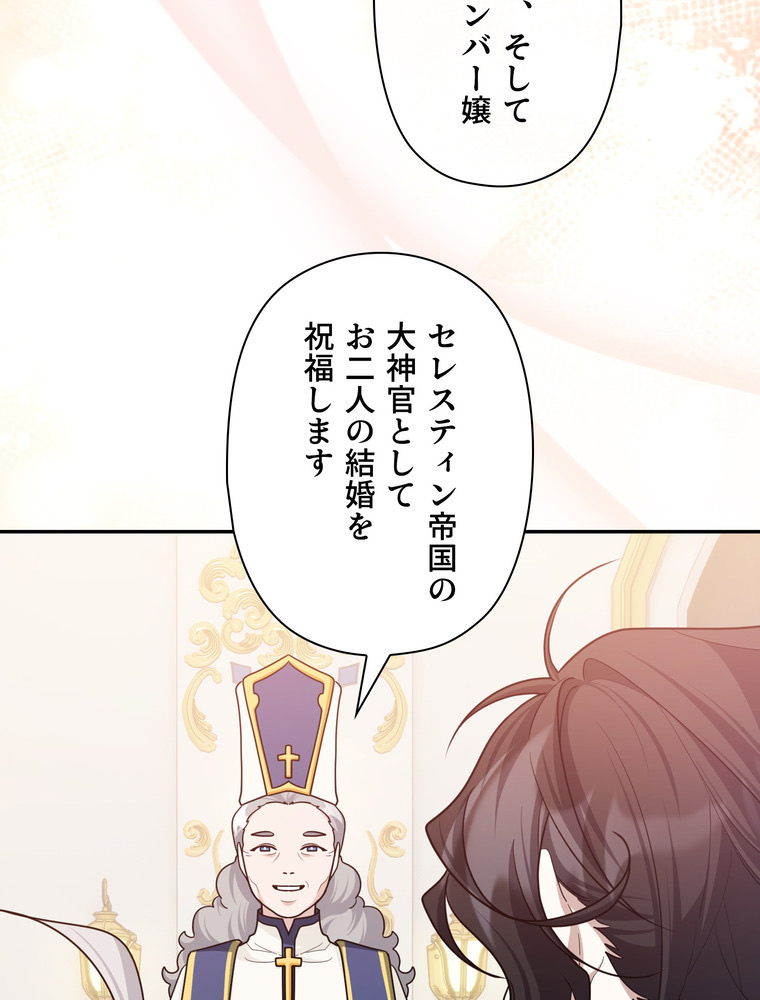 、そして
ンバー嬢
セレスティン帝国の
大神官として
お二人の結婚を
祝福します